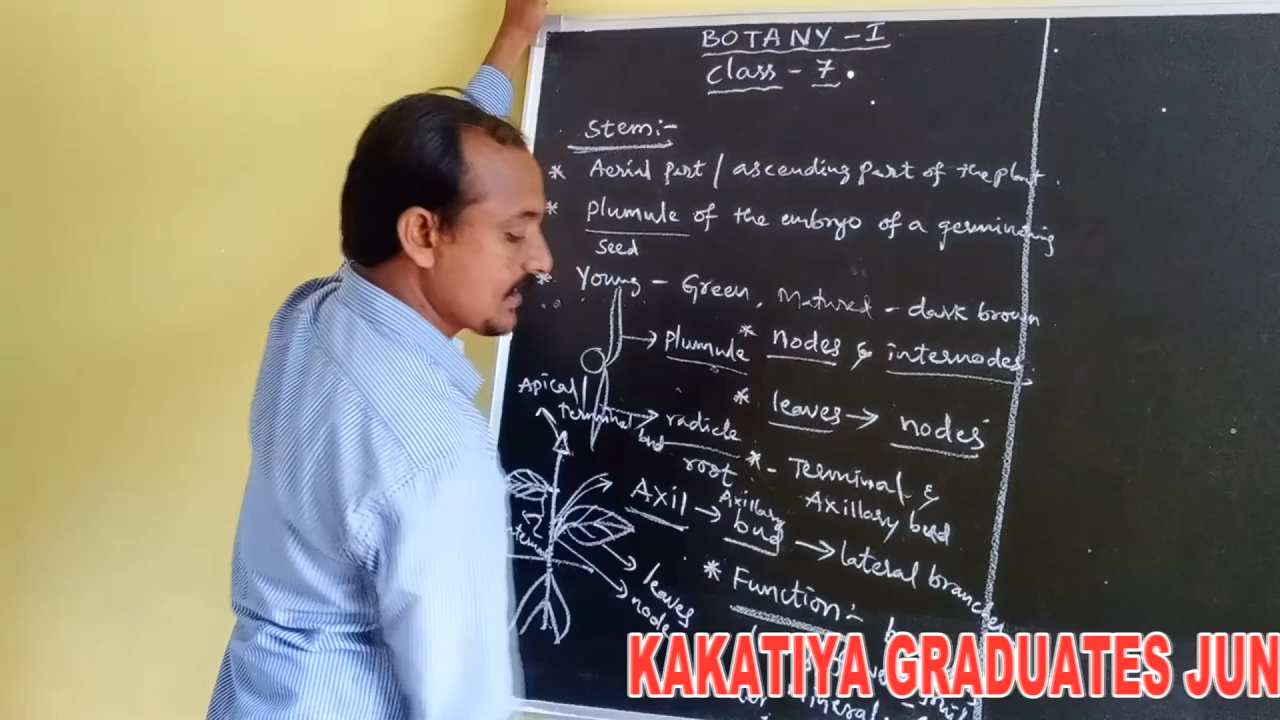 BOTANY - I
Class - 7.
Stem:-
* Aerial part / ascending part of the plant.
* plumule of the embryo of a germinating
seed
* Young - Green, Matured - dark brown
→ plumule
* nodes & internodes
Apical /
terminal bud
→ radicle
root
* leaves → nodes
* - Terminal &
Axillary bud
Axil → Axillary
bud → lateral branches
leaves
nodes
* Function:-
KAKATIYA GRADUATES JUN